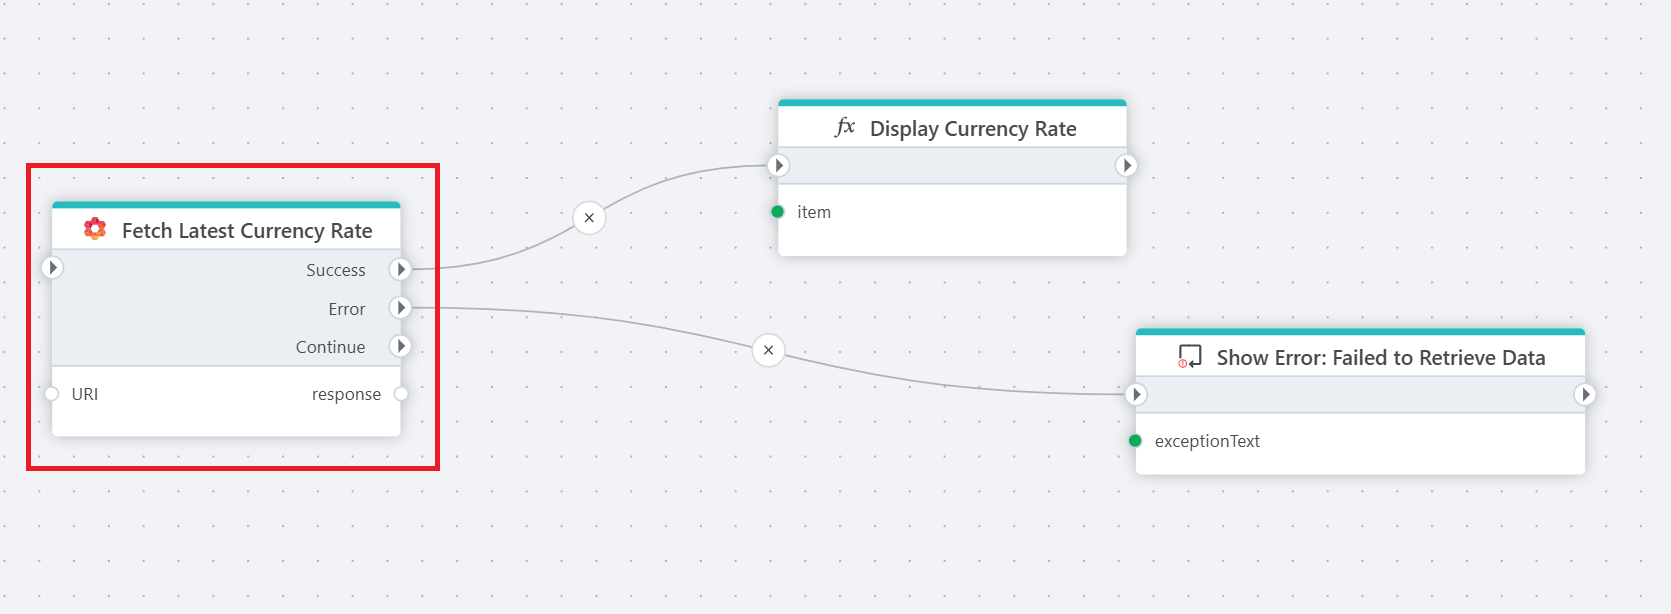 fx Display Currency Rate
item
Fetch Latest Currency Rate
Success
Error
Continue
URI response
Show Error: Failed to Retrieve Data
exceptionText